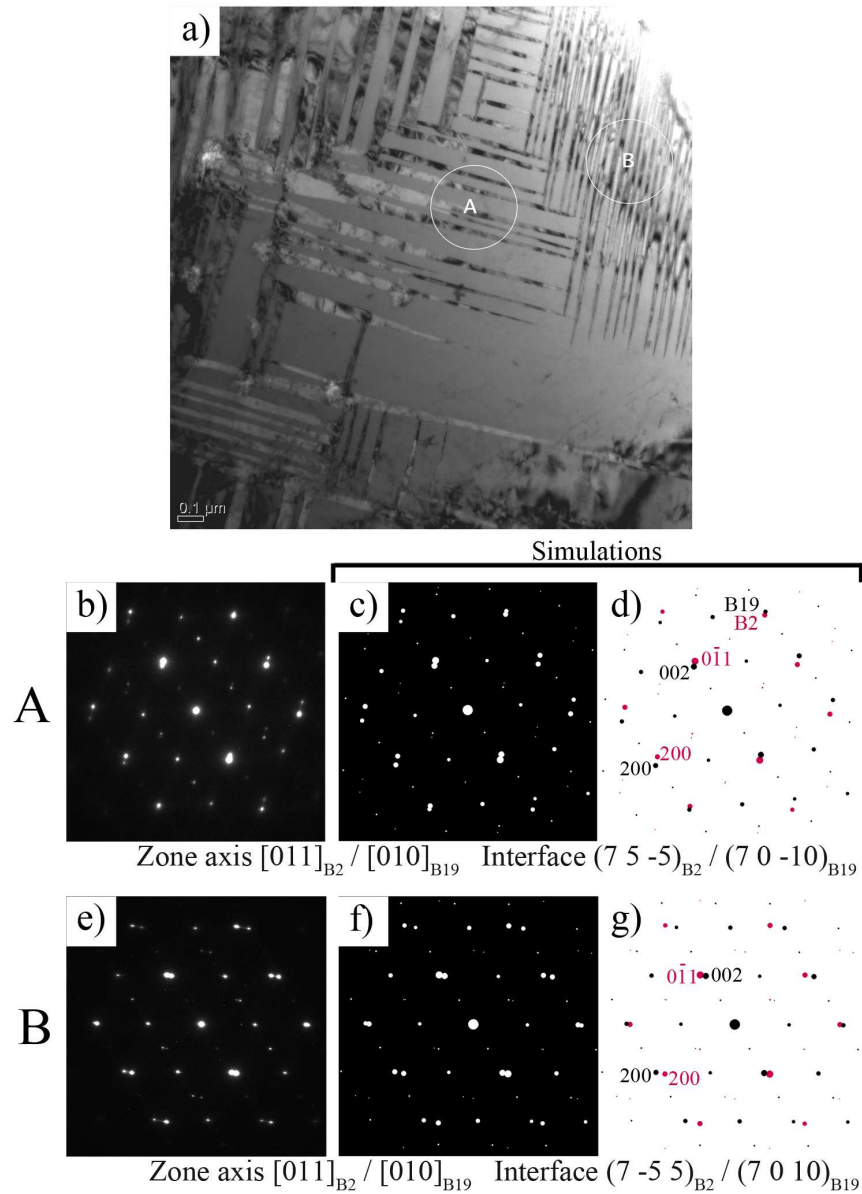 a)
B
A
0.1 µm
Simulations
b)
c)
d)
A
B19
B2
01̄1
002
200
200
Zone axis [011]B2 / [010]B19 Interface (7 5 -5)B2 / (7 0 -10)B19
e)
f)
g)
B
01̄1
002
200
200
Zone axis [011]B2 / [010]B19 Interface (7 -5 5)B2 / (7 0 10)B19